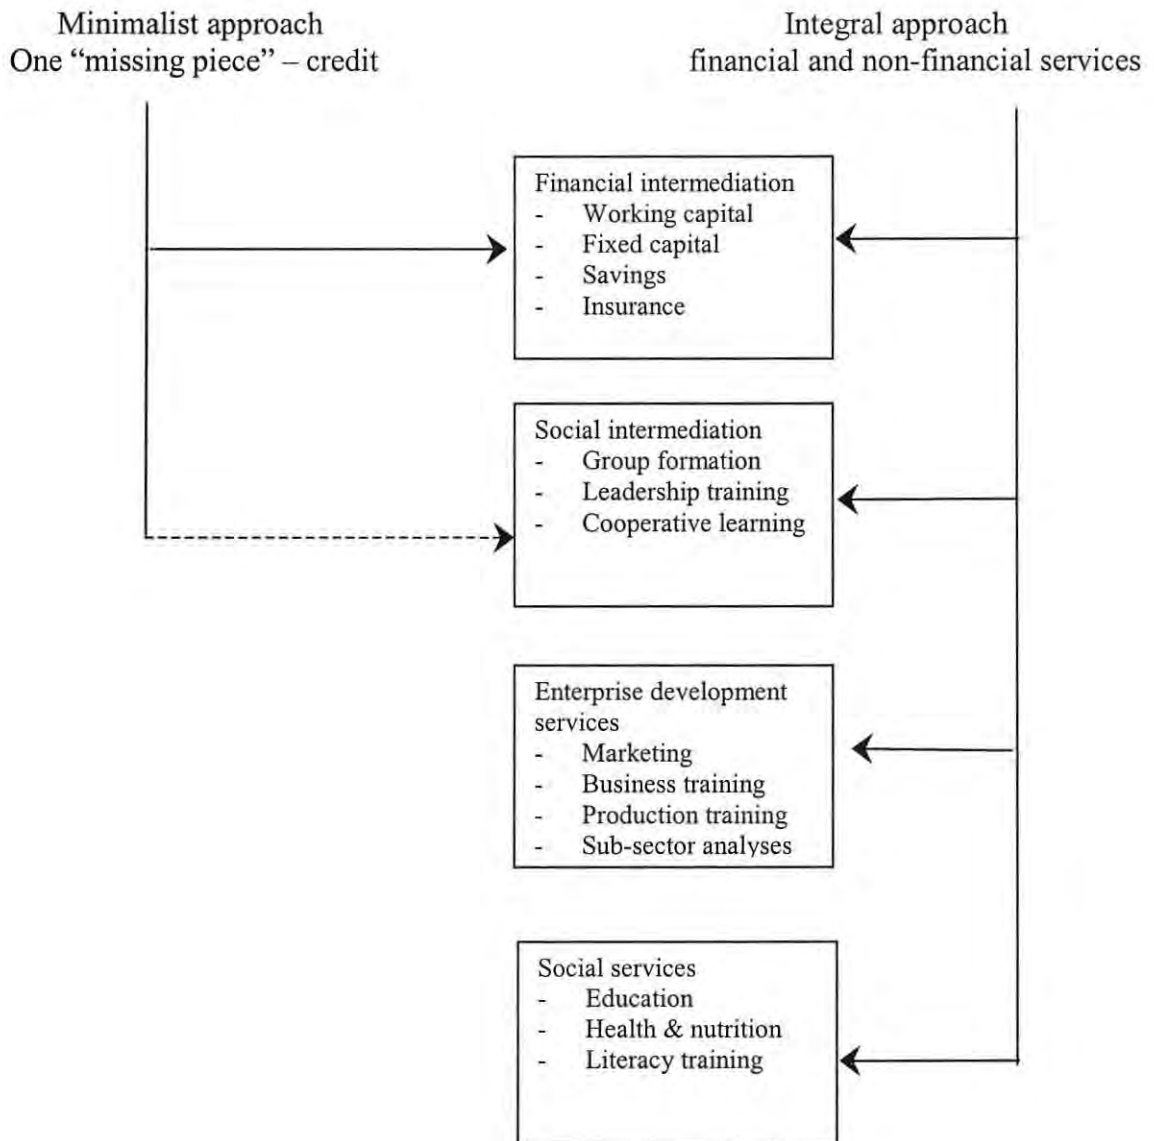 Minimalist approach
One “missing piece” – credit
Integral approach
financial and non-financial services
Financial intermediation
- Working capital
- Fixed capital
- Savings
- Insurance
Social intermediation
- Group formation
- Leadership training
- Cooperative learning
Enterprise development
services
- Marketing
- Business training
- Production training
- Sub-sector analyses
Social services
- Education
- Health & nutrition
- Literacy training